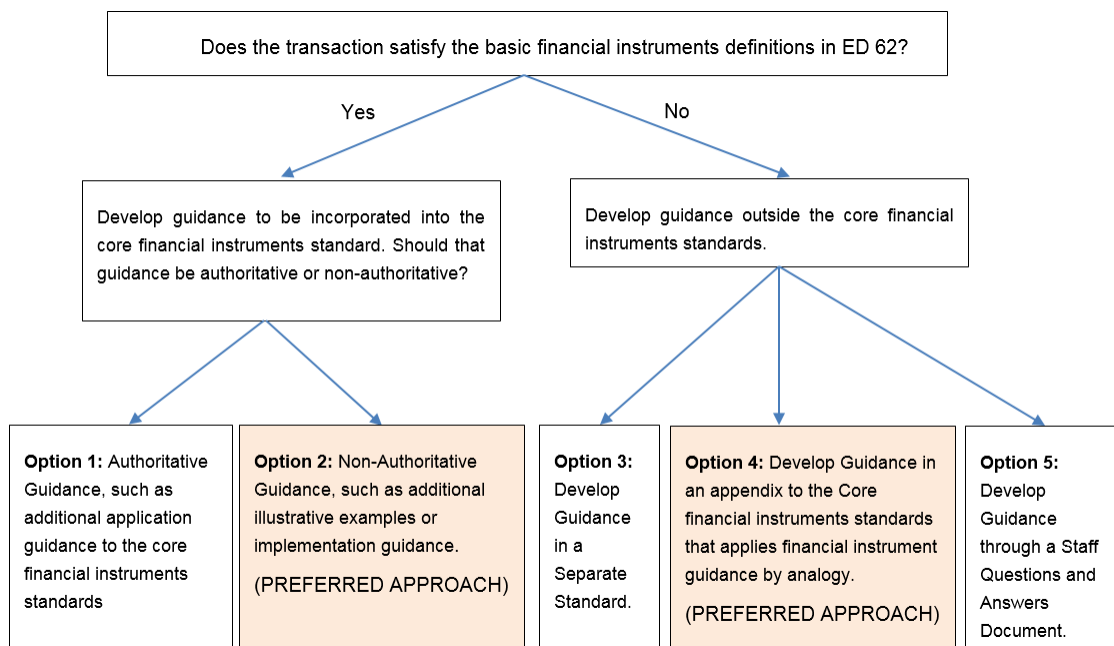 Does the transaction satisfy the basic financial instruments definitions in ED 62?
Yes
No
Develop guidance to be incorporated into the
core financial instruments standard. Should that
guidance be authoritative or non-authoritative?
Develop guidance outside the core financial
instruments standards.
Option 1: Authoritative
Guidance, such as
additional application
guidance to the core
financial instruments
standards
Option 2: Non-Authoritative
Guidance, such as additional
illustrative examples or
implementation guidance.
(PREFERRED APPROACH)
Option 3:
Develop
Guidance
in a
Separate
Standard.
Option 4: Develop Guidance in
an appendix to the Core
financial instruments standards
that applies financial instrument
guidance by analogy.
(PREFERRED APPROACH)
Option 5:
Develop
Guidance
through a Staff
Questions and
Answers
Document.